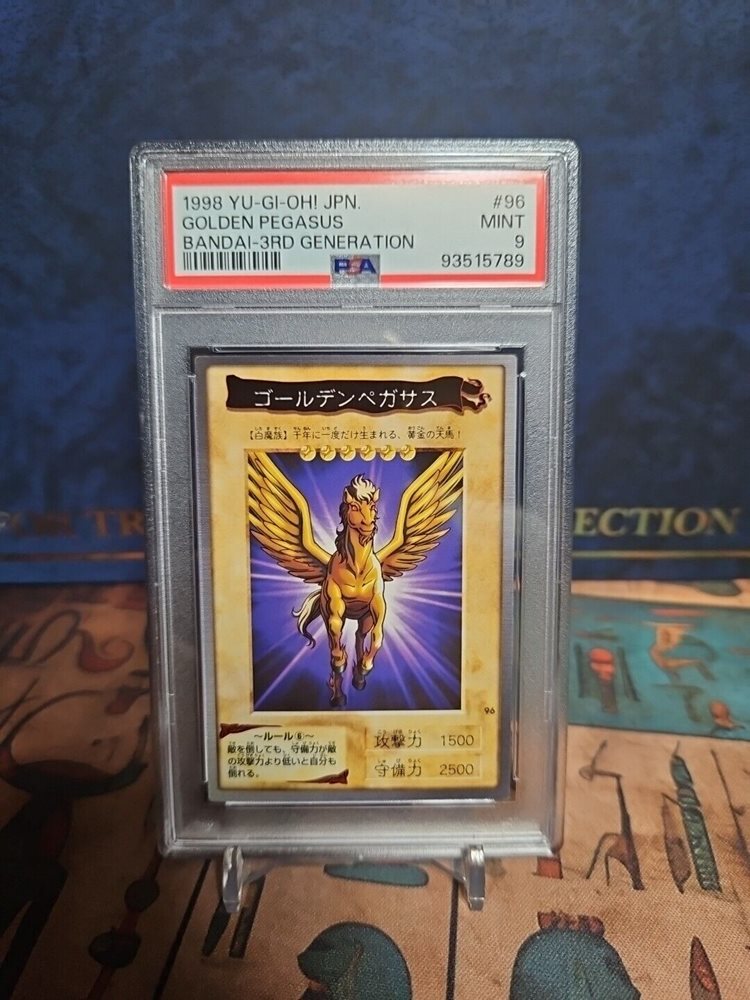 1998 YU-GI-OH! JPN. #96
GOLDEN PEGASUS MINT
BANDAI-3RD GENERATION 9
PSA 93515789
ゴールデンペガサス
【白魔族】千年に一度だけ生まれる、黄金の天馬！
96
～ルール⑥～
敵を倒しても、守備力が敵
の攻撃力より低いと自分も
倒れる。
攻撃力 1500
守備力 2500
ECTION